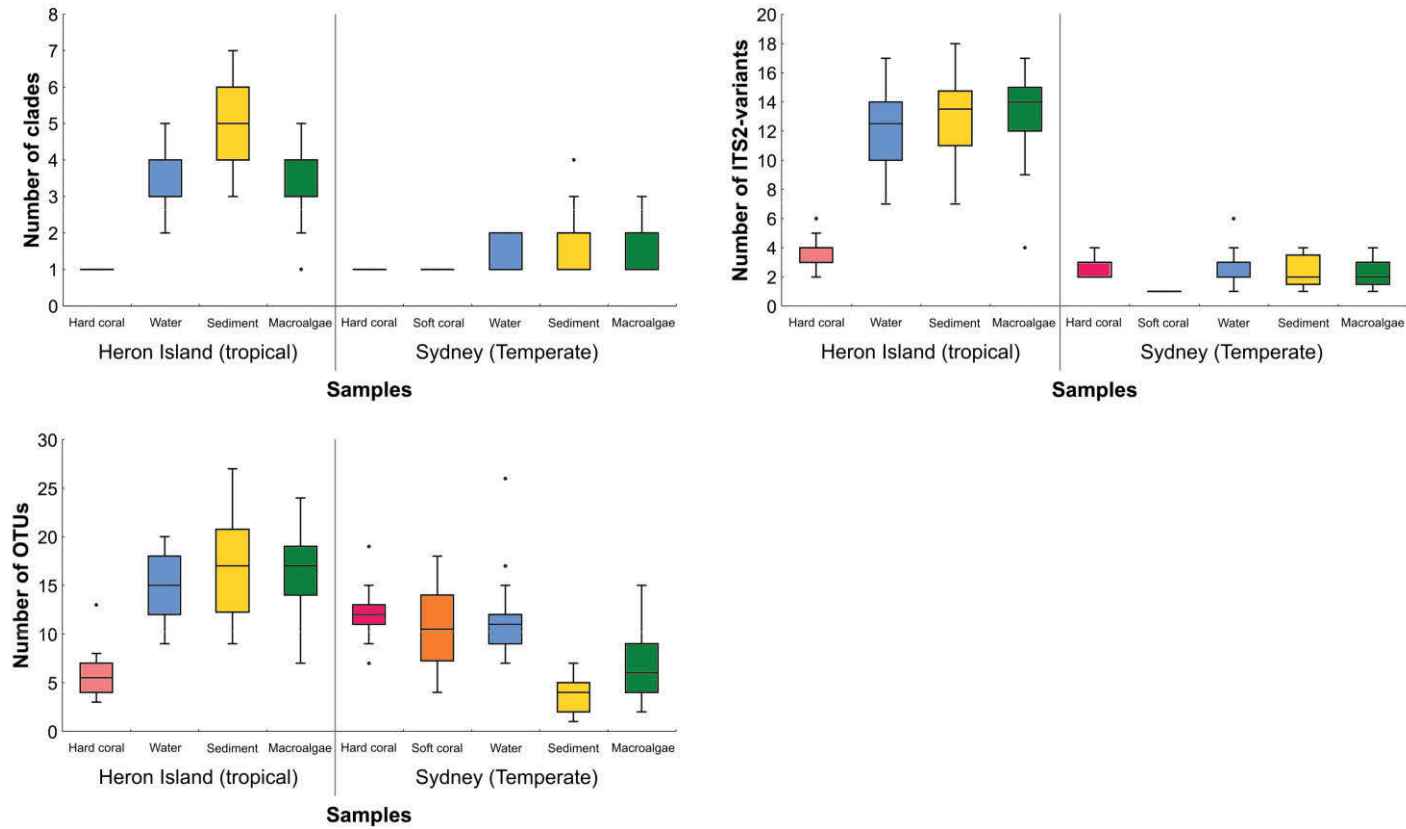 Number of clades
8
7
6
5
4
3
2
1
0
Hard coral Water Sediment Macroalgae Hard coral Soft coral Water Sediment Macroalgae
Heron Island (tropical) Sydney (Temperate)
Samples
Number of ITS2-variants
20
18
16
14
12
10
8
6
4
2
0
Hard coral Water Sediment Macroalgae Hard coral Soft coral Water Sediment Macroalgae
Heron Island (tropical) Sydney (Temperate)
Samples
Number of OTUs
30
25
20
15
10
5
0
Hard coral Water Sediment Macroalgae Hard coral Soft coral Water Sediment Macroalgae
Heron Island (tropical) Sydney (Temperate)
Samples